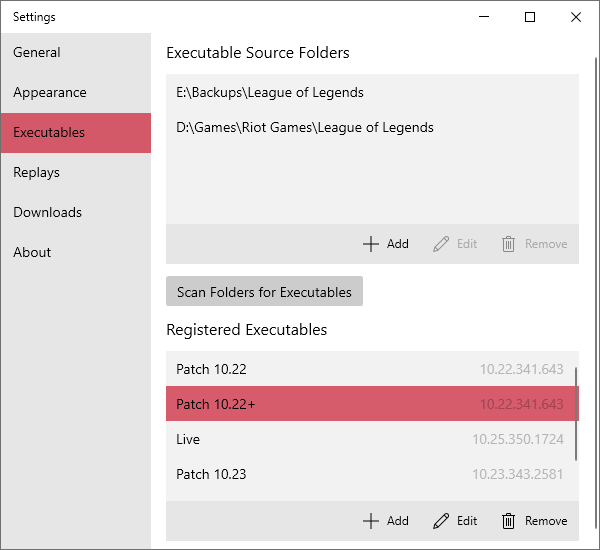 Settings
General
Appearance
Executables
Replays
Downloads
About
Executable Source Folders
E:\Backups\League of Legends
D:\Games\Riot Games\League of Legends
Add Edit Remove
Scan Folders for Executables
Registered Executables
Patch 10.22 10.22.341.643
Patch 10.22+ 10.22.341.643
Live 10.25.350.1724
Patch 10.23 10.23.343.2581
Add Edit Remove